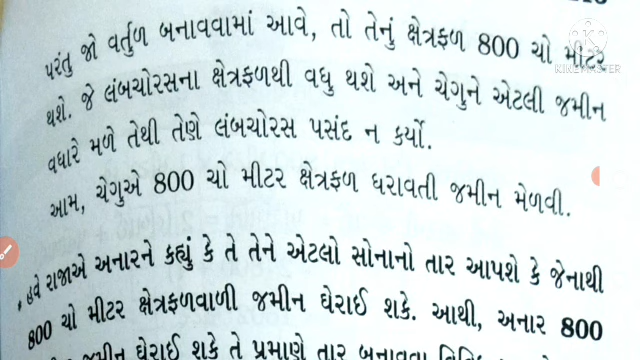 પરંતુ જો વર્તુળ બનાવવામાં આવે, તો તેનું ક્ષેત્રફળ 800 ચો મીટર
થશે. જે લંબચોરસના ક્ષેત્રફળથી વધુ થશે અને ચેગુને એટલી જમીન
વધારે મળે તેથી તેણે લંબચોરસ પસંદ ન કર્યો.
આમ, ચેગુએ 800 ચો મીટર ક્ષેત્રફળ ધરાવતી જમીન મેળવી.
હવે રાજાએ અનારને કહ્યું કે તે તેને એટલો સોનાનો તાર આપશે કે જેનાથી
800 ચો મીટર ક્ષેત્રફળવાળી જમીન ઘેરાઈ શકે. આથી, અનાર 800
જમીન ઘેરાઈ શકે તે પ્રમાણે તાર બનાવવા
KINEMASTER